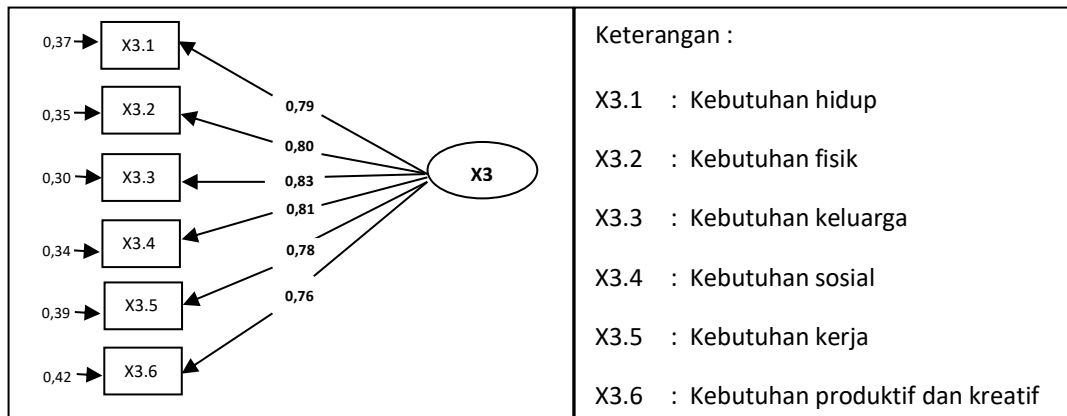 0,37
X3.1
0,79
0,35
X3.2
0,80
0,30
X3.3
0,83
X3
0,34
X3.4
0,81
0,39
X3.5
0,78
0,42
X3.6
0,76
Keterangan :
X3.1 : Kebutuhan hidup
X3.2 : Kebutuhan fisik
X3.3 : Kebutuhan keluarga
X3.4 : Kebutuhan sosial
X3.5 : Kebutuhan kerja
X3.6 : Kebutuhan produktif dan kreatif